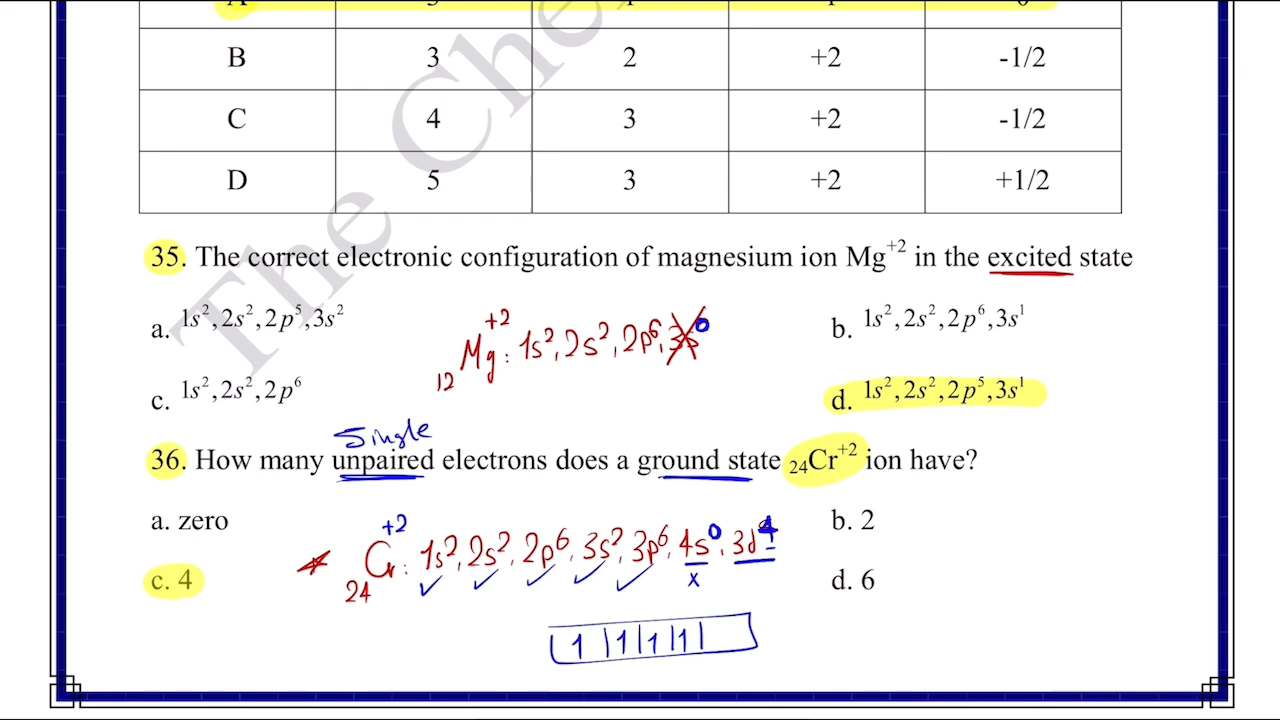 B 3 2 +2 -1/2
C 4 3 +2 -1/2
D 5 3 +2 +1/2
The Che
35. The correct electronic configuration of magnesium ion Mg⁺² in the excited state
a. 1s², 2s², 2p⁵, 3s²
b. 1s², 2s², 2p⁶, 3s¹
₁₂Mg⁺² : 1s², 2s², 2p⁶, 3s⁰
c. 1s², 2s², 2p⁶
d. 1s², 2s², 2p⁵, 3s¹
Single
36. How many unpaired electrons does a ground state ₂₄Cr⁺² ion have?
a. zero
b. 2
₂₄Cr⁺² : 1s², 2s², 2p⁶, 3s², 3p⁶, 4s⁰, 3d⁴
x
c. 4
d. 6
1 | 1 | 1 | 1 |